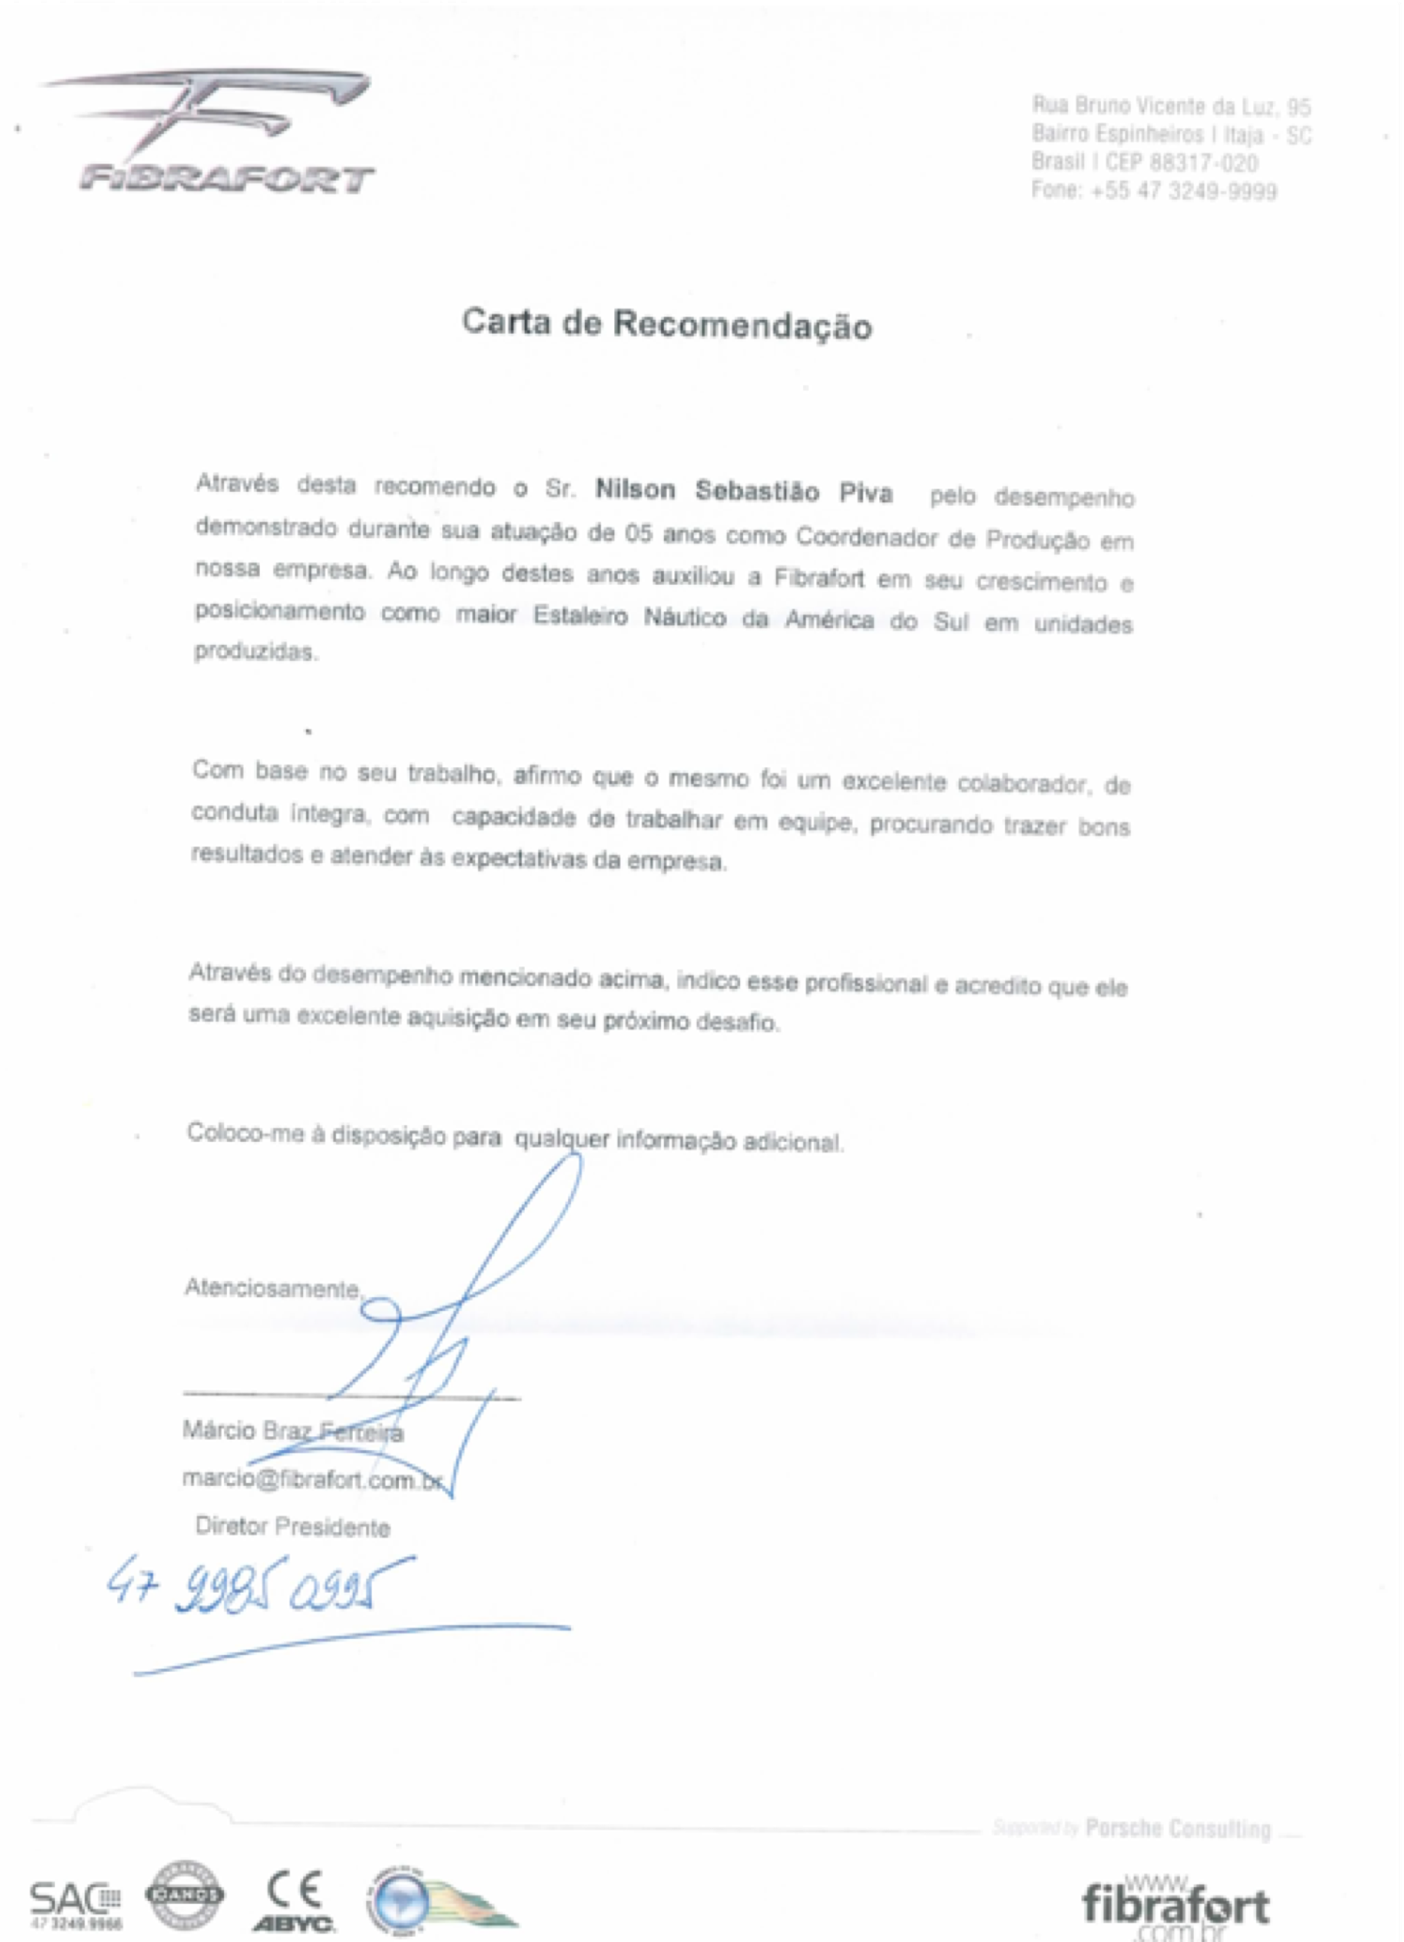 FIBRAFORT
Rua Bruno Vicente da Luz, 95
Bairro Espinheiros | Itaja - SC
Brasil | CEP 88317-020
Fone: +55 47 3249-9999
Carta de Recomendação
Através desta recomendo o Sr. Nilson Sebastião Piva pelo desempenho
demonstrado durante sua atuação de 05 anos como Coordenador de Produção em
nossa empresa. Ao longo destes anos auxiliou a Fibrafort em seu crescimento e
posicionamento como maior Estaleiro Náutico da América do Sul em unidades
produzidas.
Com base no seu trabalho, afirmo que o mesmo foi um excelente colaborador, de
conduta íntegra, com capacidade de trabalhar em equipe, procurando trazer bons
resultados e atender às expectativas da empresa.
Através do desempenho mencionado acima, indico esse profissional e acredito que ele
será uma excelente aquisição em seu próximo desafio.
Coloco-me à disposição para qualquer informação adicional.
Atenciosamente,
Márcio Braz Ferreira
marcio@fibrafort.com.br
Diretor Presidente
47 9985 0995
Supported by Porsche Consulting
SAC
47 3249.9966
ANOS
CE
ABYC
www.
fibrafort
.com.br